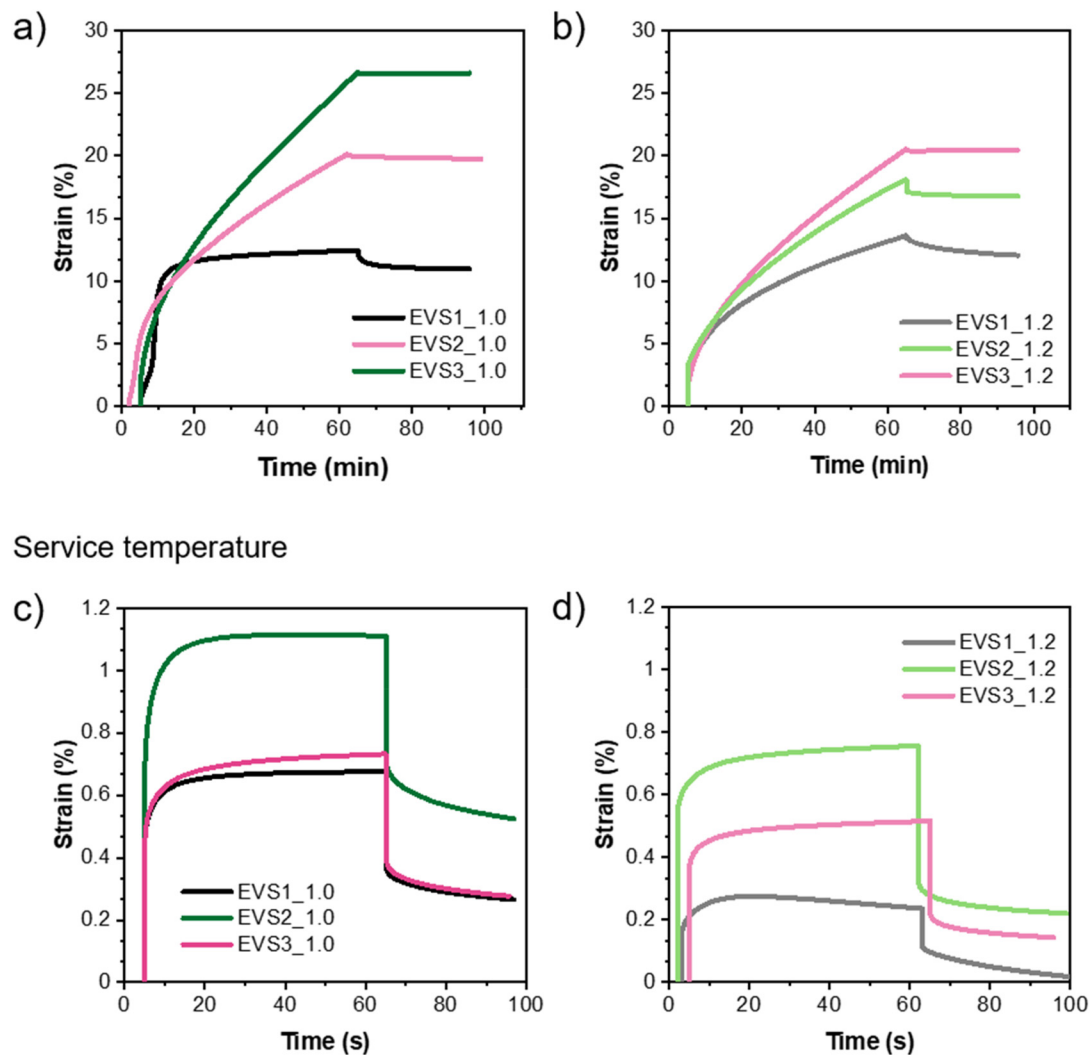 a)
30
25
20
15
10
5
0
Strain (%)
EVS1_1.0
EVS2_1.0
EVS3_1.0
0 20 40 60 80 100
Time (min)
b)
30
25
20
15
10
5
0
Strain (%)
EVS1_1.2
EVS2_1.2
EVS3_1.2
0 20 40 60 80 100
Time (min)
Service temperature
c)
1.2
1
0.8
0.6
0.4
0.2
0
Strain (%)
EVS1_1.0
EVS2_1.0
EVS3_1.0
0 20 40 60 80 100
Time (s)
d)
1.2
1
0.8
0.6
0.4
0.2
0
Strain (%)
EVS1_1.2
EVS2_1.2
EVS3_1.2
0 20 40 60 80 100
Time (s)